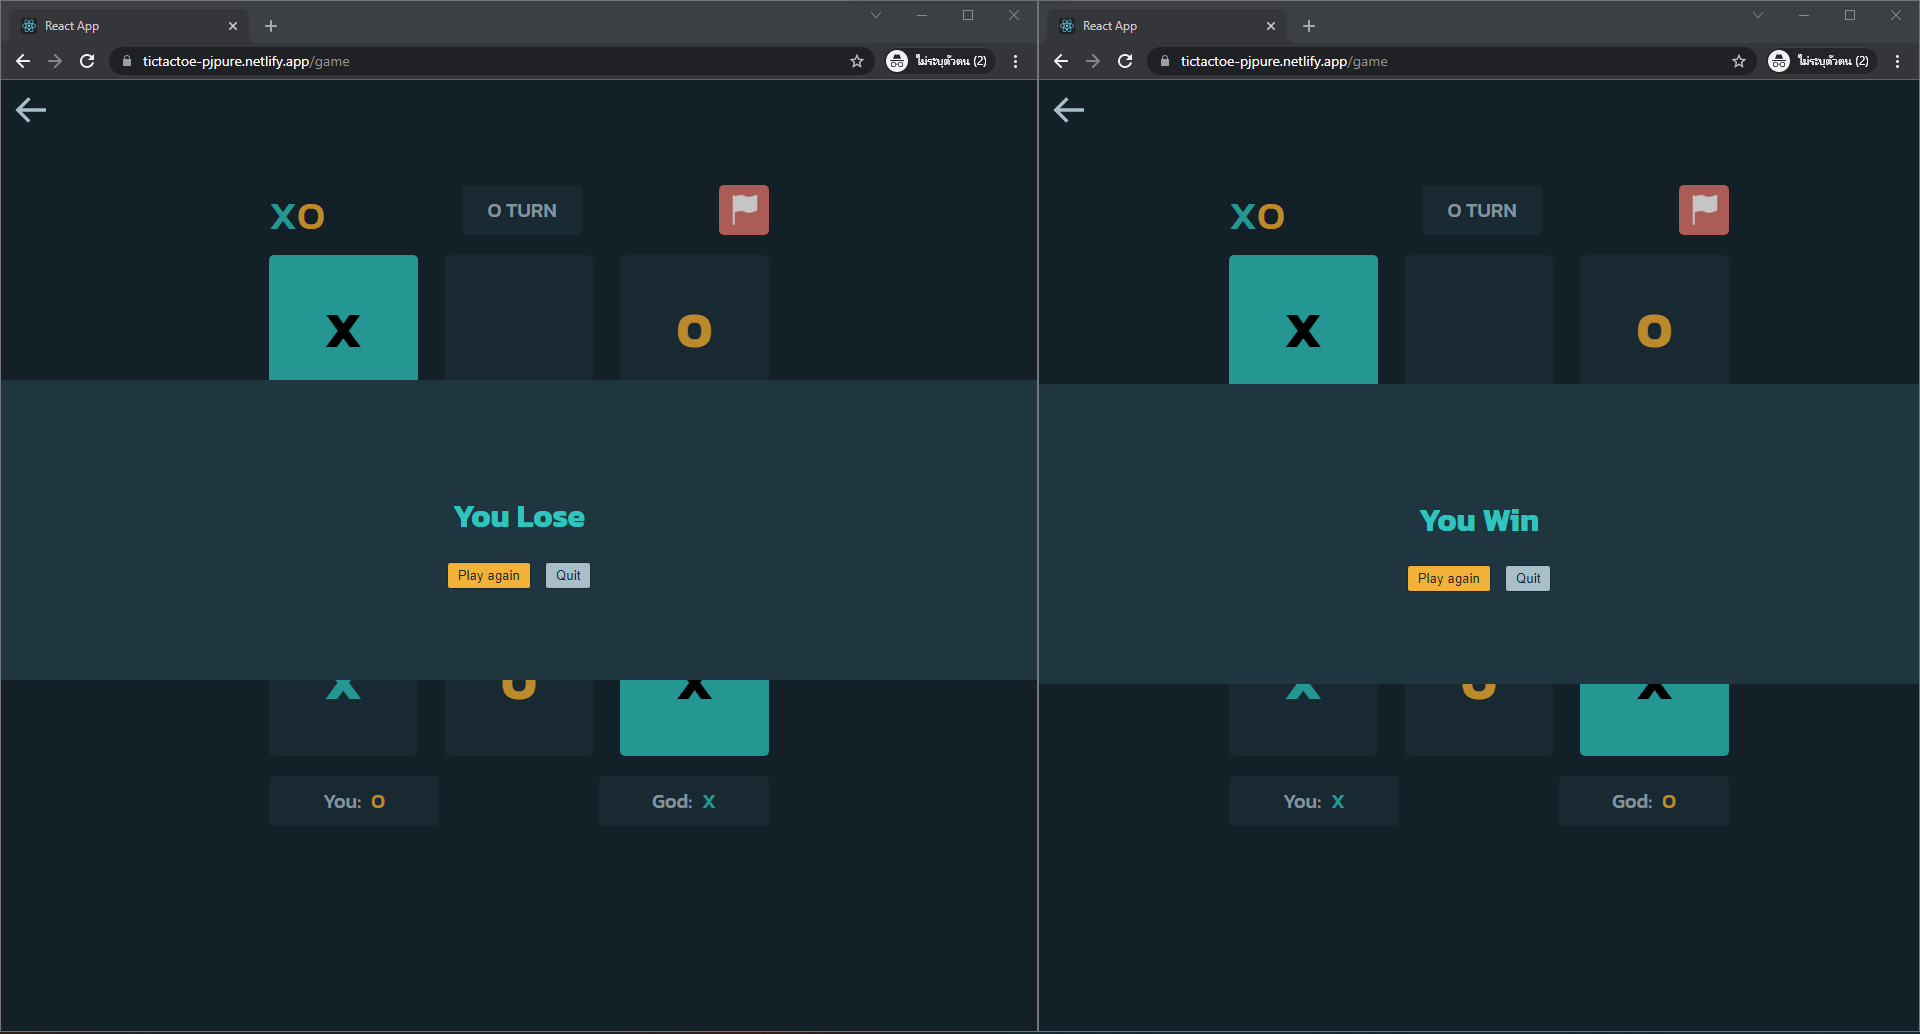 React App
tictactoe-pjpure.netlify.app/game
ไม่ระบุตัวตน (2)
XO
O TURN
X
O
You Lose
Play again
Quit
X
O
X
You: O
God: X
React App
tictactoe-pjpure.netlify.app/game
ไม่ระบุตัวตน (2)
XO
O TURN
X
O
You Win
Play again
Quit
X
O
X
You: X
God: O